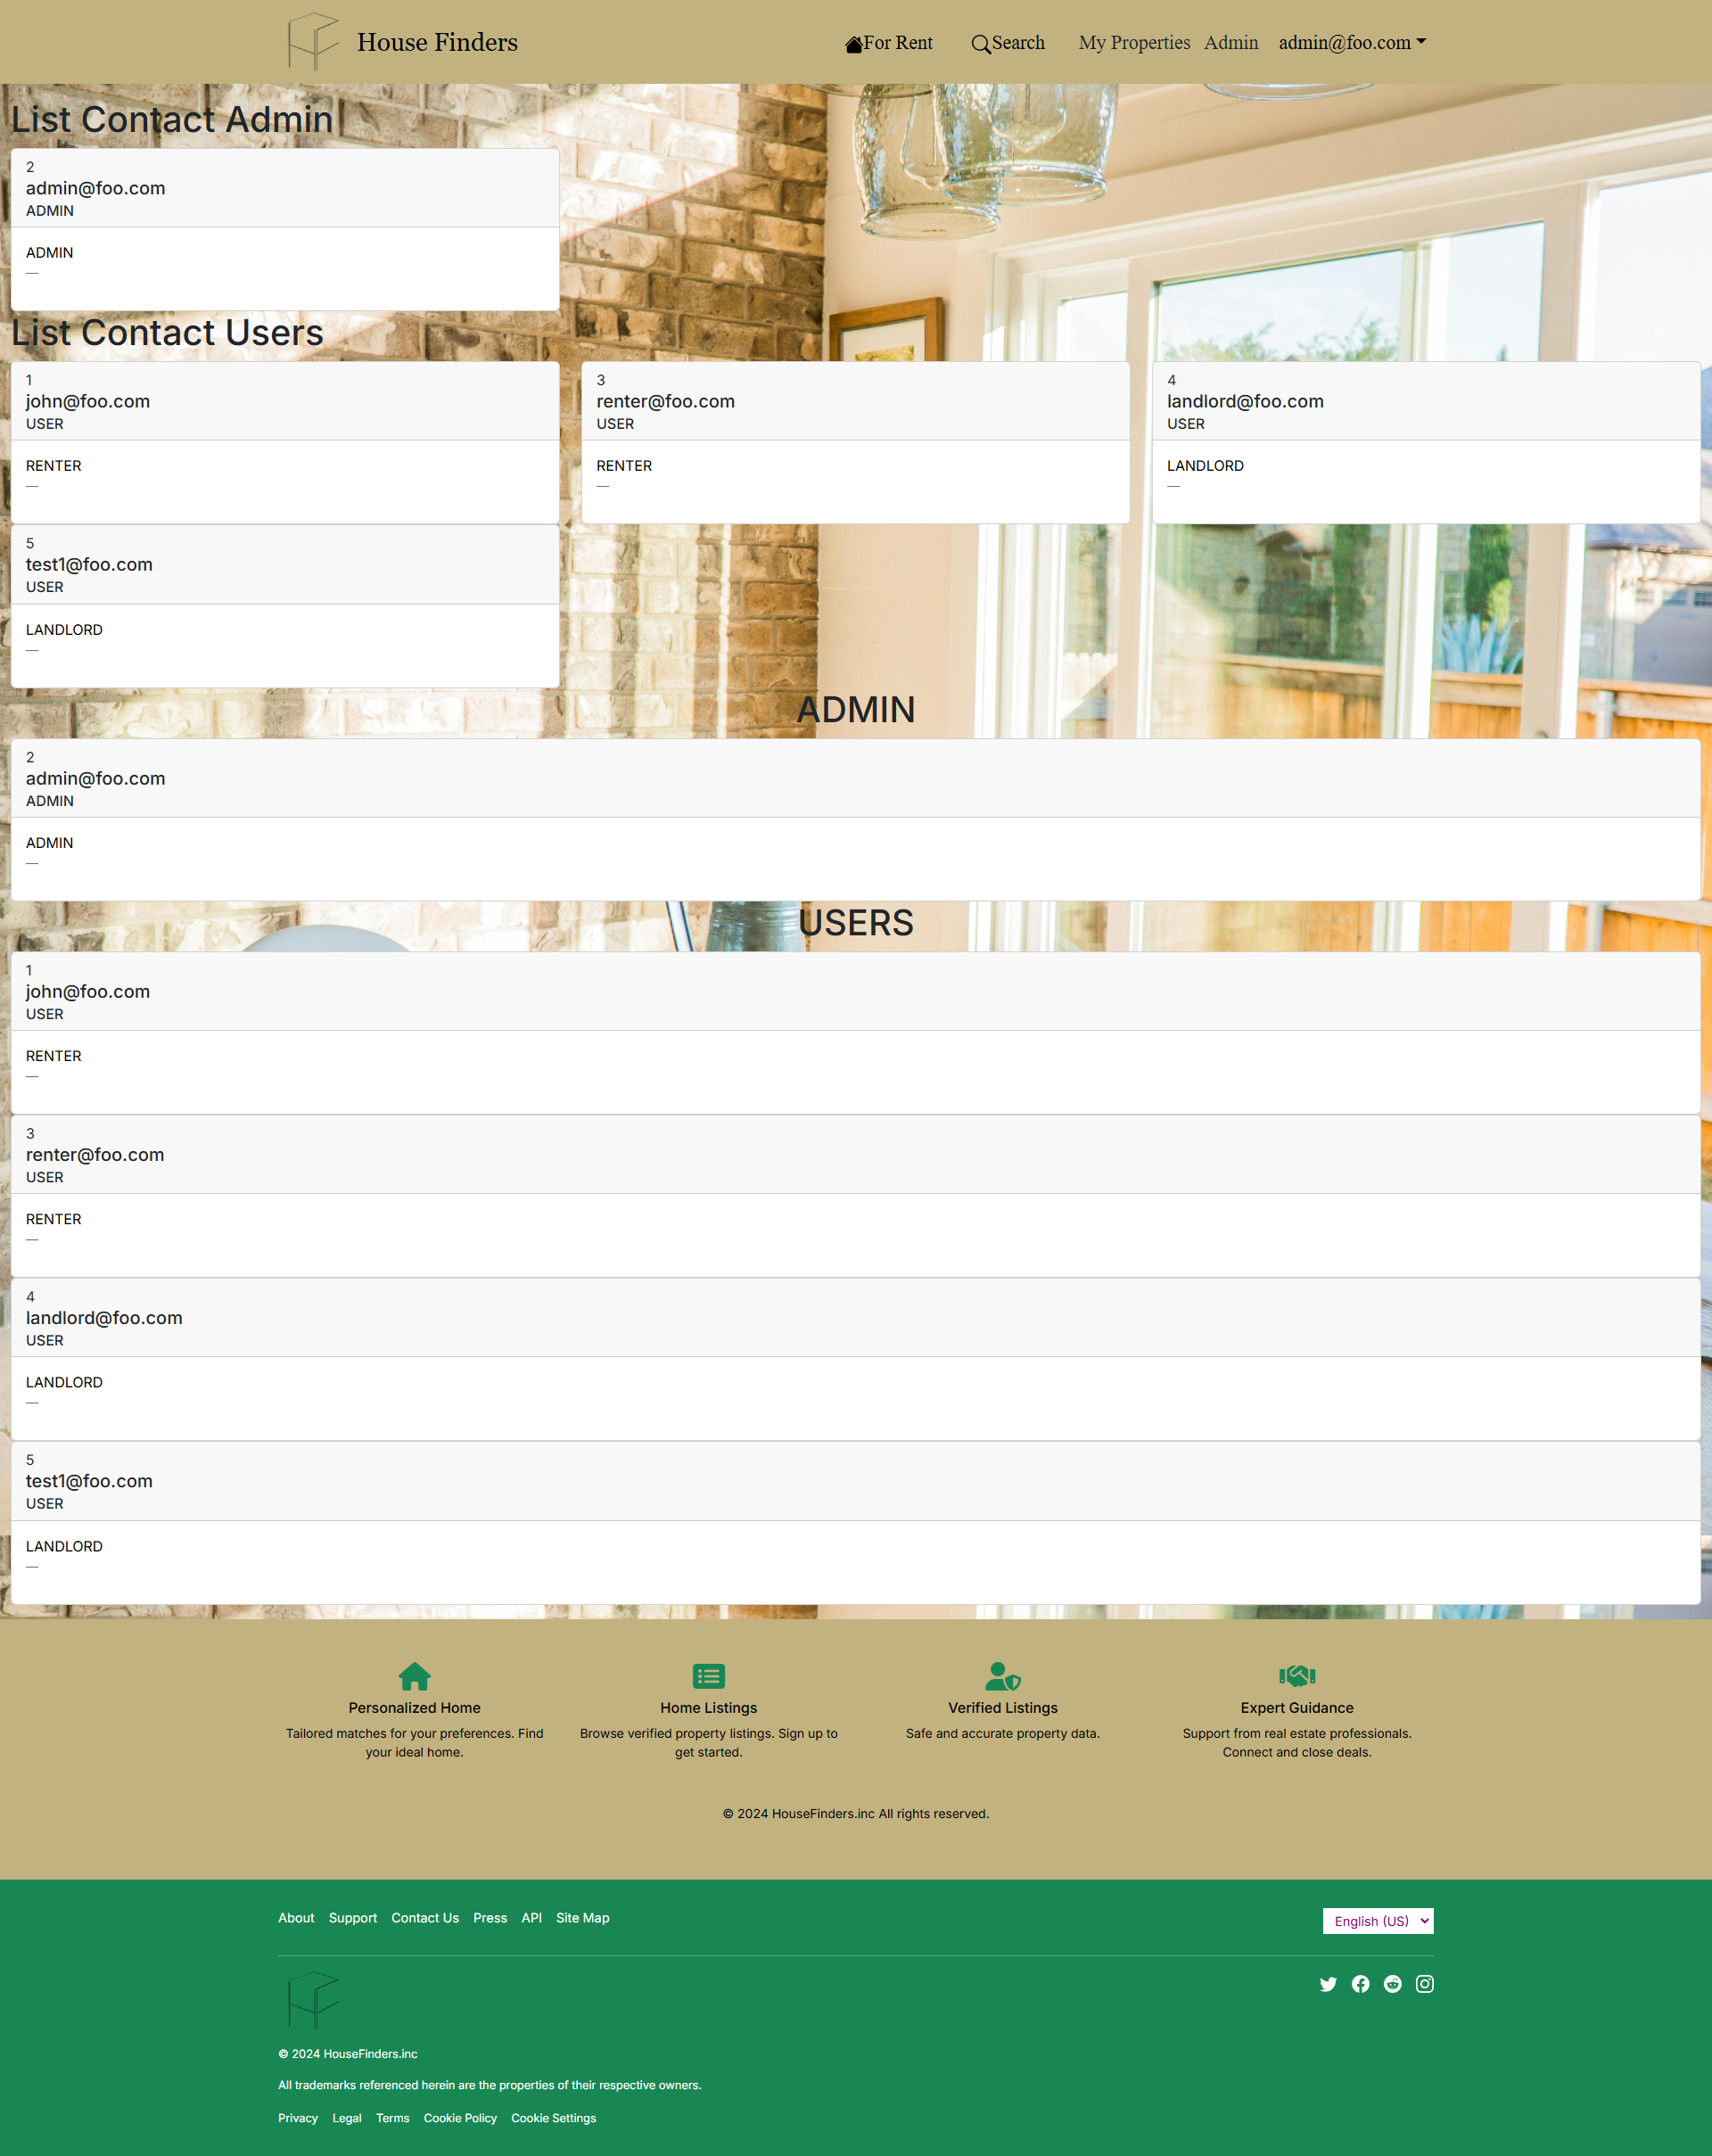 House Finders
For Rent
Search
My Properties
Admin
admin@foo.com
List Contact Admin
2
admin@foo.com
ADMIN
ADMIN
—
List Contact Users
1
john@foo.com
USER
RENTER
—
3
renter@foo.com
USER
RENTER
—
4
landlord@foo.com
USER
LANDLORD
—
5
test1@foo.com
USER
LANDLORD
—
ADMIN
2
admin@foo.com
ADMIN
ADMIN
—
USERS
1
john@foo.com
USER
RENTER
—
3
renter@foo.com
USER
RENTER
—
4
landlord@foo.com
USER
LANDLORD
—
5
test1@foo.com
USER
LANDLORD
—
Personalized Home
Tailored matches for your preferences. Find
your ideal home.
Home Listings
Browse verified property listings. Sign up to
get started.
Verified Listings
Safe and accurate property data.
Expert Guidance
Support from real estate professionals.
Connect and close deals.
© 2024 HouseFinders.inc All rights reserved.
About Support Contact Us Press API Site Map
English (US)
© 2024 HouseFinders.inc
All trademarks referenced herein are the properties of their respective owners.
Privacy Legal Terms Cookie Policy Cookie Settings